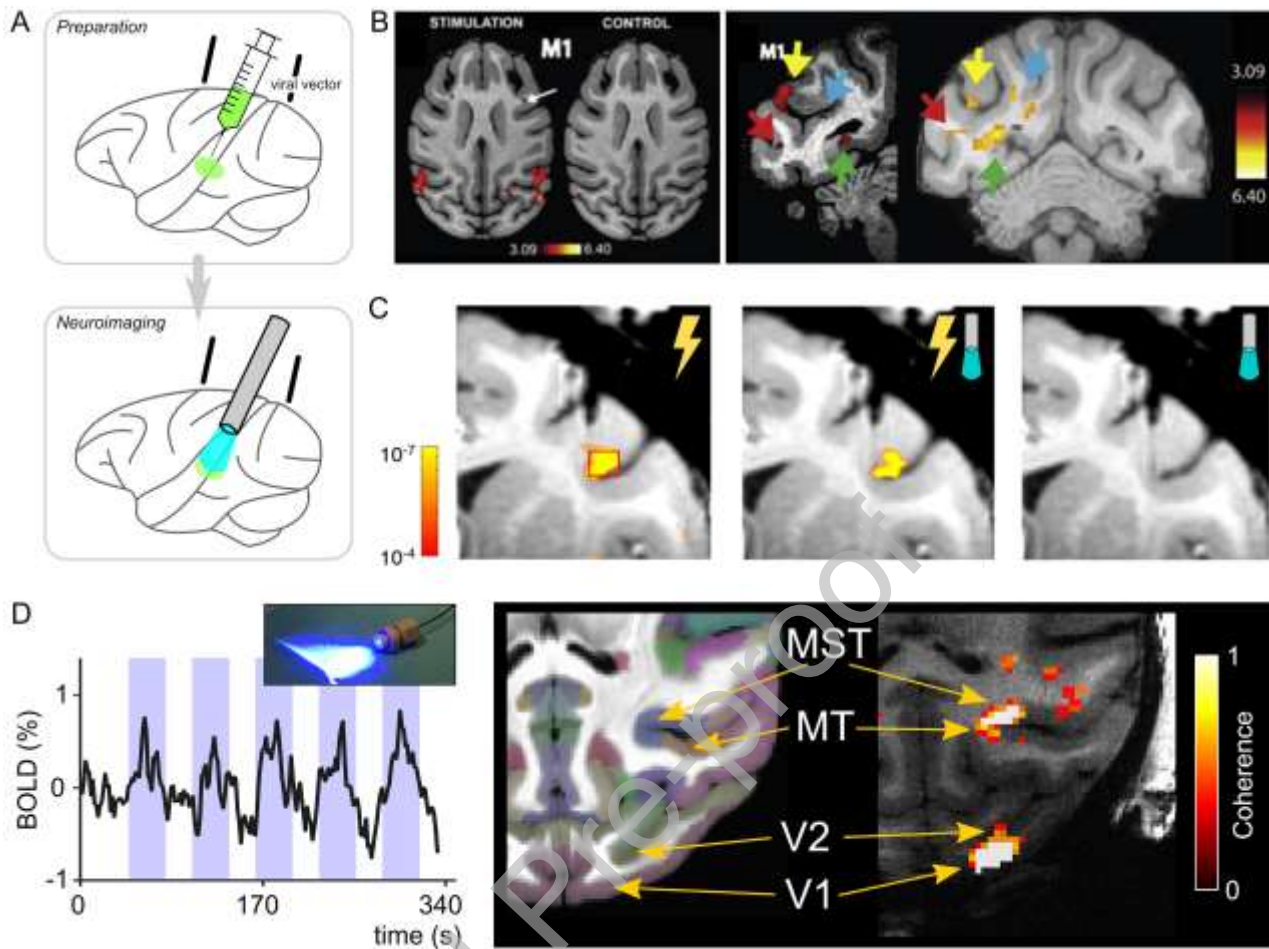 A
Preparation
viral vector
Neuroimaging
B
STIMULATION
CONTROL
M1
3.09
6.40
M1
3.09
6.40
C
10-7
10-4
D
BOLD (%)
1
0
-1
0
170
340
time (s)
MST
MT
V2
V1
1
Coherence
0
Pre-proof